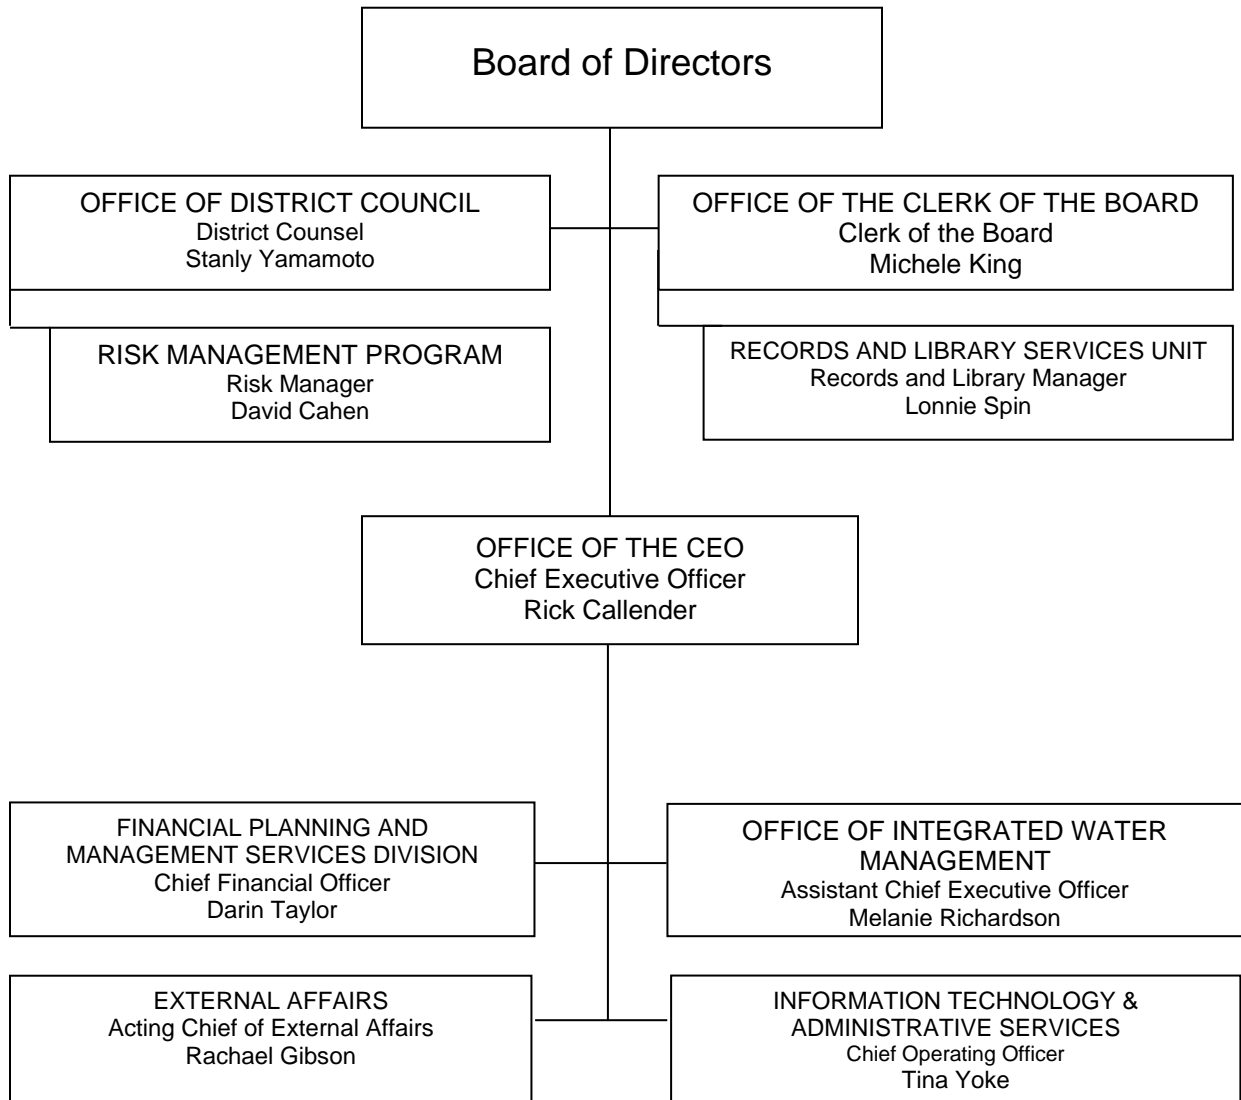 Board of Directors
OFFICE OF DISTRICT COUNCIL
District Counsel
Stanly Yamamoto
OFFICE OF THE CLERK OF THE BOARD
Clerk of the Board
Michele King
RISK MANAGEMENT PROGRAM
Risk Manager
David Cahen
RECORDS AND LIBRARY SERVICES UNIT
Records and Library Manager
Lonnie Spin
OFFICE OF THE CEO
Chief Executive Officer
Rick Callender
FINANCIAL PLANNING AND
MANAGEMENT SERVICES DIVISION
Chief Financial Officer
Darin Taylor
OFFICE OF INTEGRATED WATER
MANAGEMENT
Assistant Chief Executive Officer
Melanie Richardson
EXTERNAL AFFAIRS
Acting Chief of External Affairs
Rachael Gibson
INFORMATION TECHNOLOGY &
ADMINISTRATIVE SERVICES
Chief Operating Officer
Tina Yoke